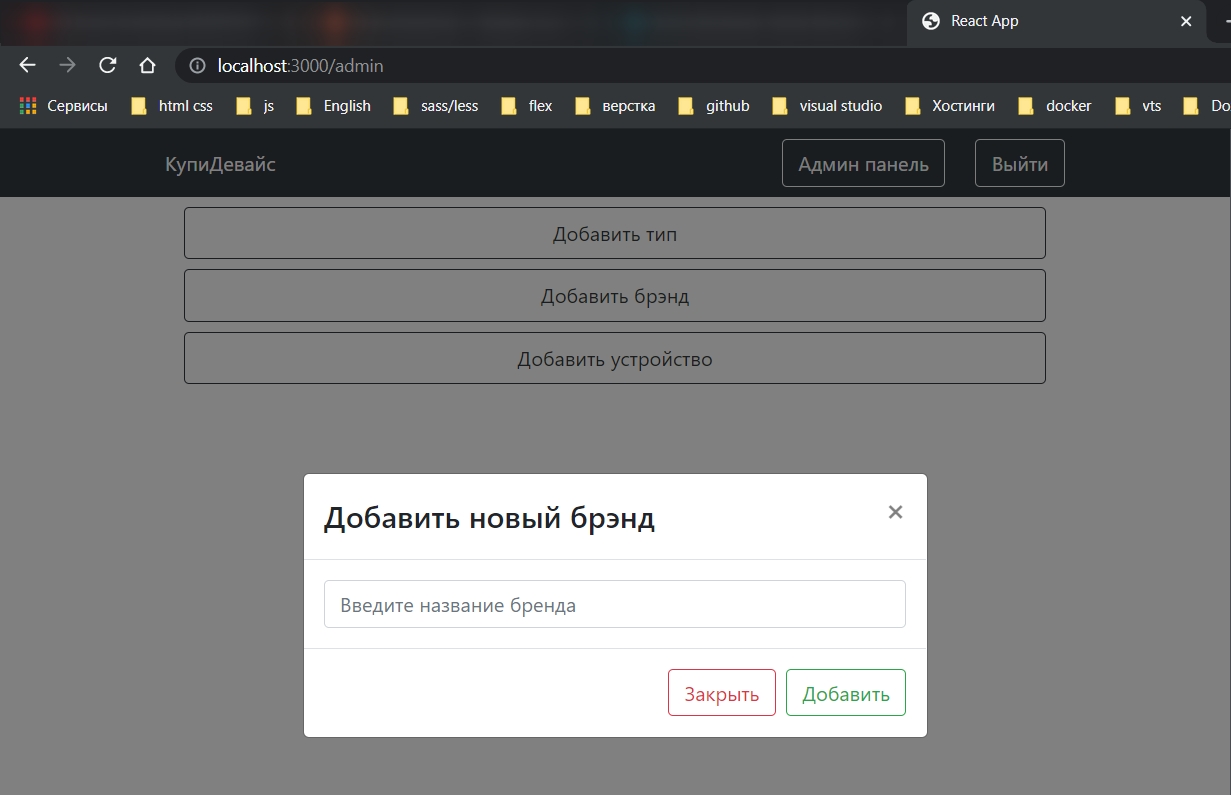 React App
localhost:3000/admin
Сервисы html css js English sass/less flex верстка github visual studio Хостинги docker vts Do
КупиДевайс Админ панель Выйти
Добавить тип
Добавить брэнд
Добавить устройство
Добавить новый брэнд ×
Введите название бренда
Закрыть Добавить